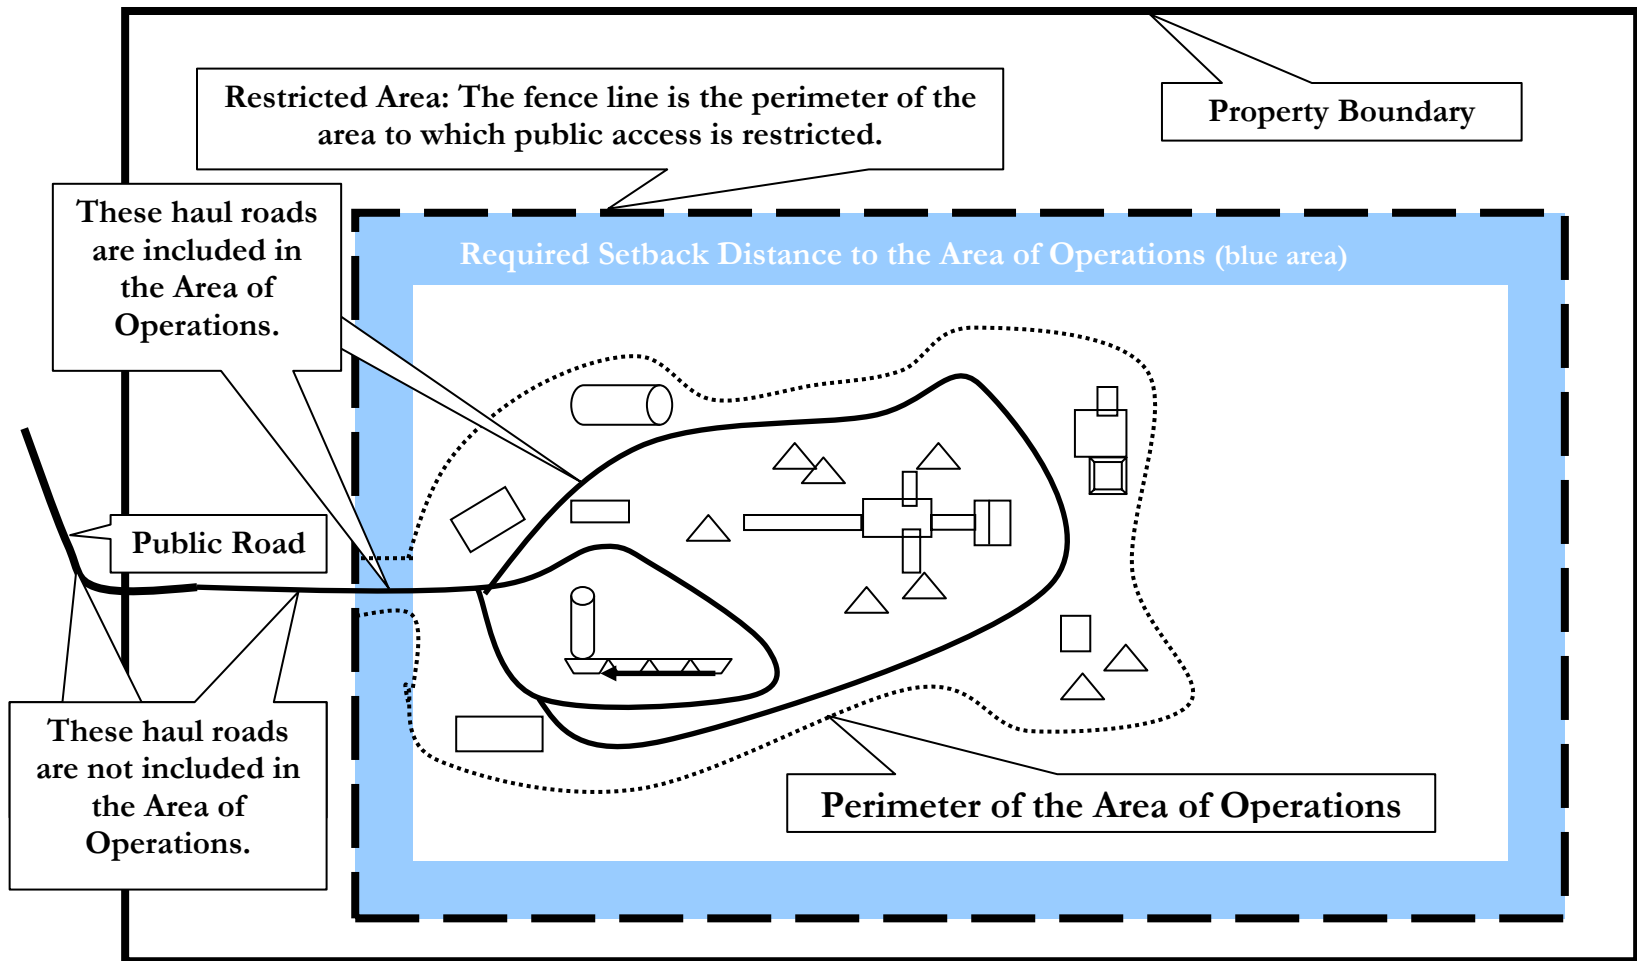 Restricted Area: The fence line is the perimeter of the
area to which public access is restricted.
Property Boundary
These haul roads
are included in
the Area of
Operations.
Required Setback Distance to the Area of Operations (blue area)
Public Road
These haul roads
are not included in
the Area of
Operations.
Perimeter of the Area of Operations